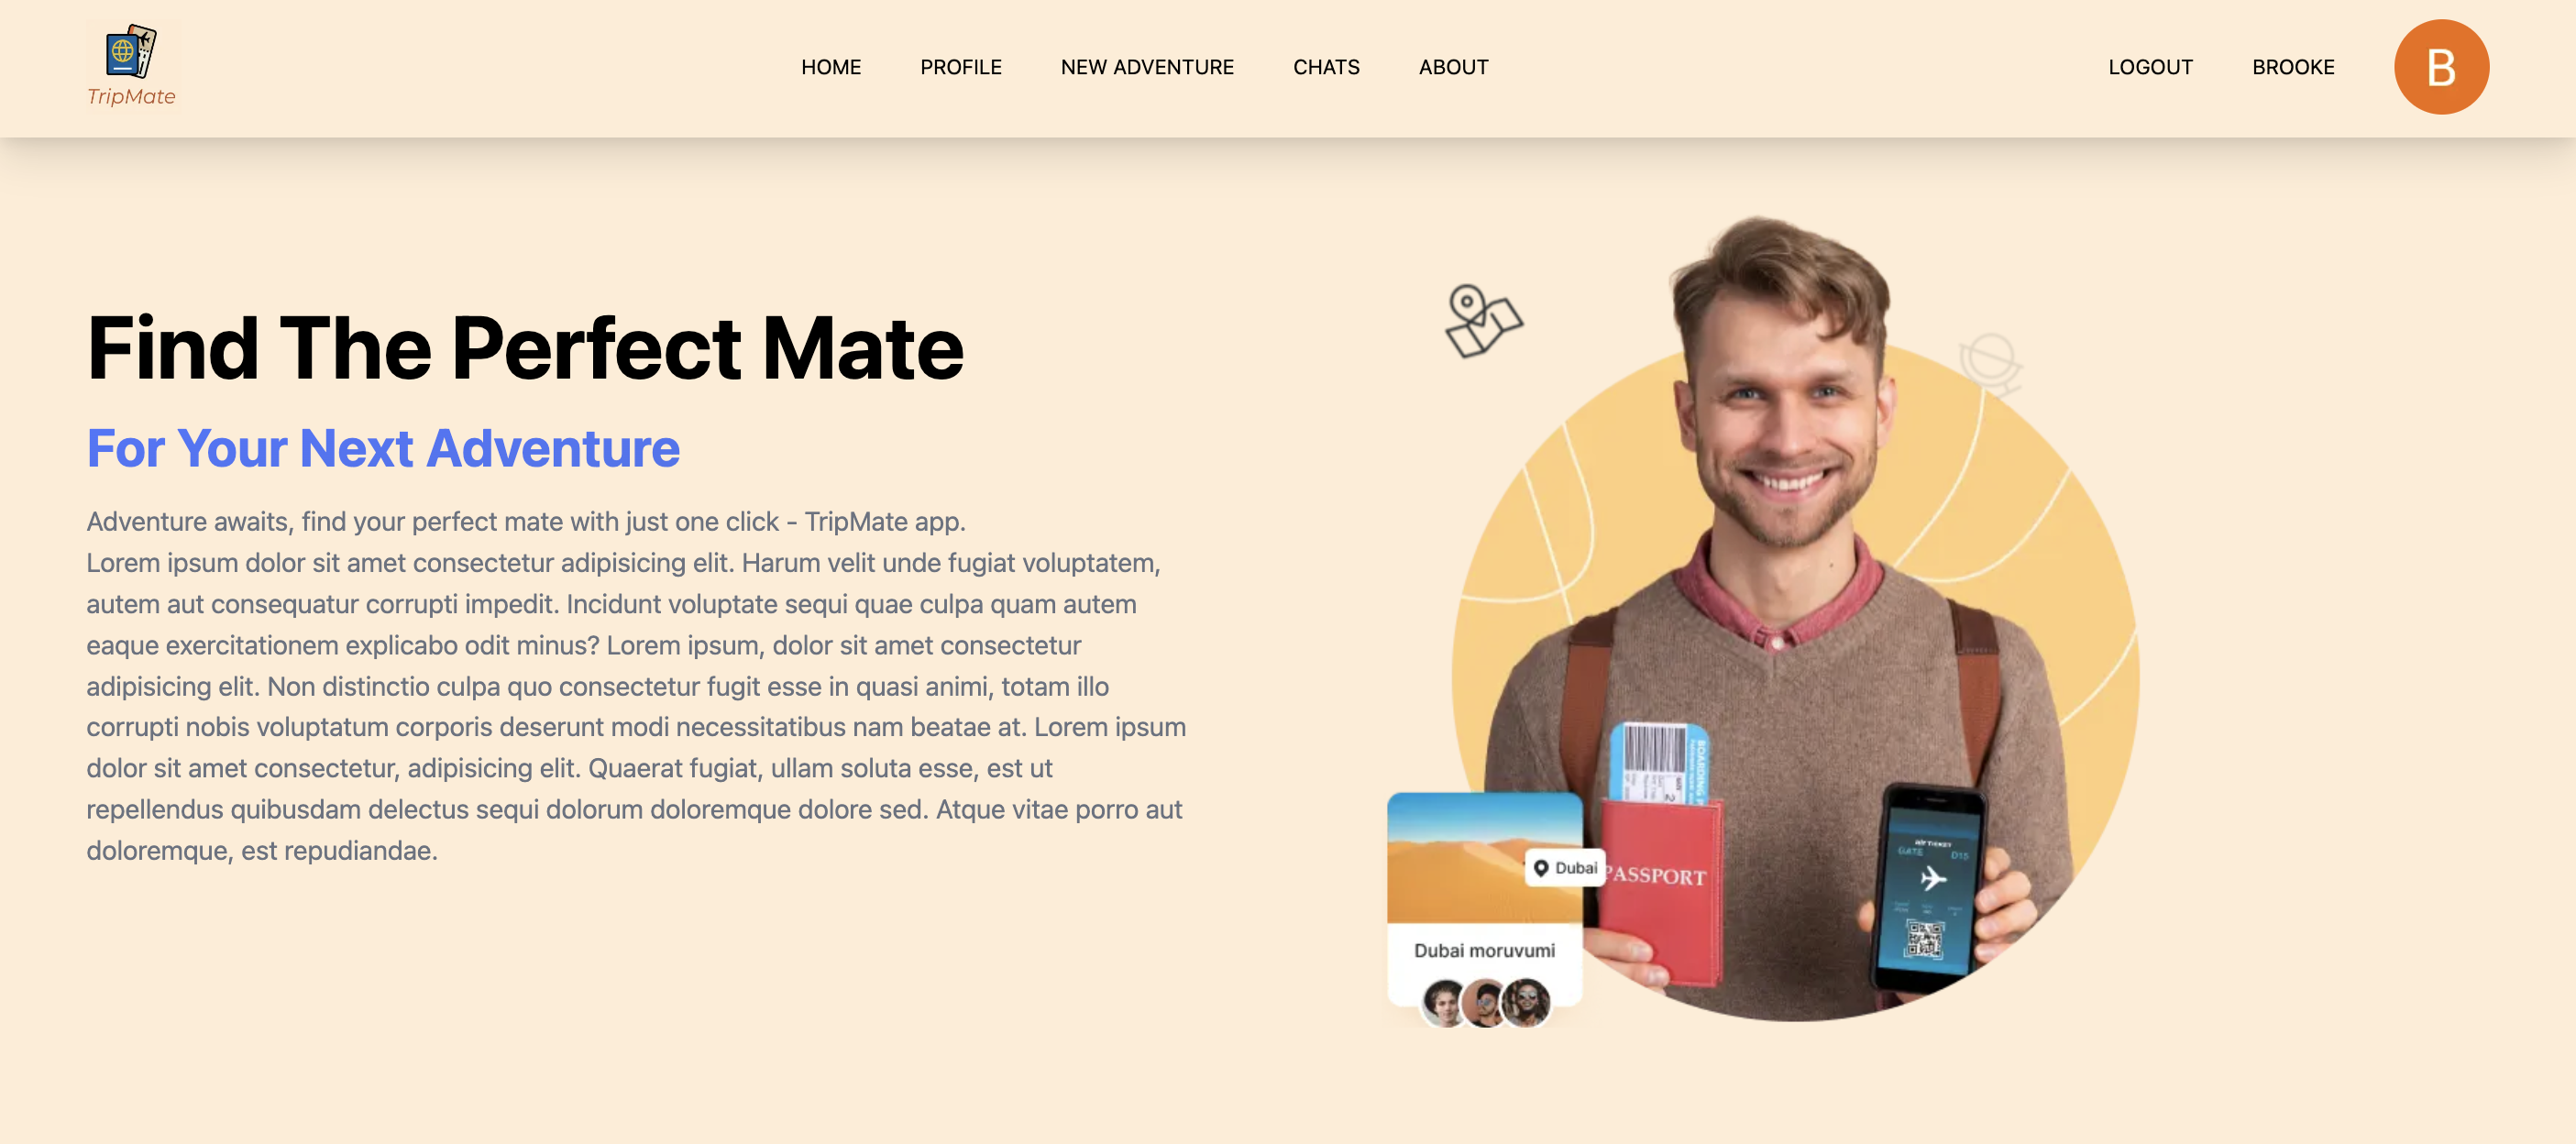 TripMate
HOME PROFILE NEW ADVENTURE CHATS ABOUT
LOGOUT BROOKE B
Find The Perfect Mate
For Your Next Adventure
Adventure awaits, find your perfect mate with just one click - TripMate app.
Lorem ipsum dolor sit amet consectetur adipisicing elit. Harum velit unde fugiat voluptatem,
autem aut consequatur corrupti impedit. Incidunt voluptate sequi quae culpa quam autem
eaque exercitationem explicabo odit minus? Lorem ipsum, dolor sit amet consectetur
adipisicing elit. Non distinctio culpa quo consectetur fugit esse in quasi animi, totam illo
corrupti nobis voluptatum corporis deserunt modi necessitatibus nam beatae at. Lorem ipsum
dolor sit amet consectetur, adipisicing elit. Quaerat fugiat, ullam soluta esse, est ut
repellendus quibusdam delectus sequi dolorum doloremque dolore sed. Atque vitae porro aut
doloremque, est repudiandae.
BOARDING
PASSPORT
Dubai
Dubai moruvumi
AIR TICKET
GATE D15